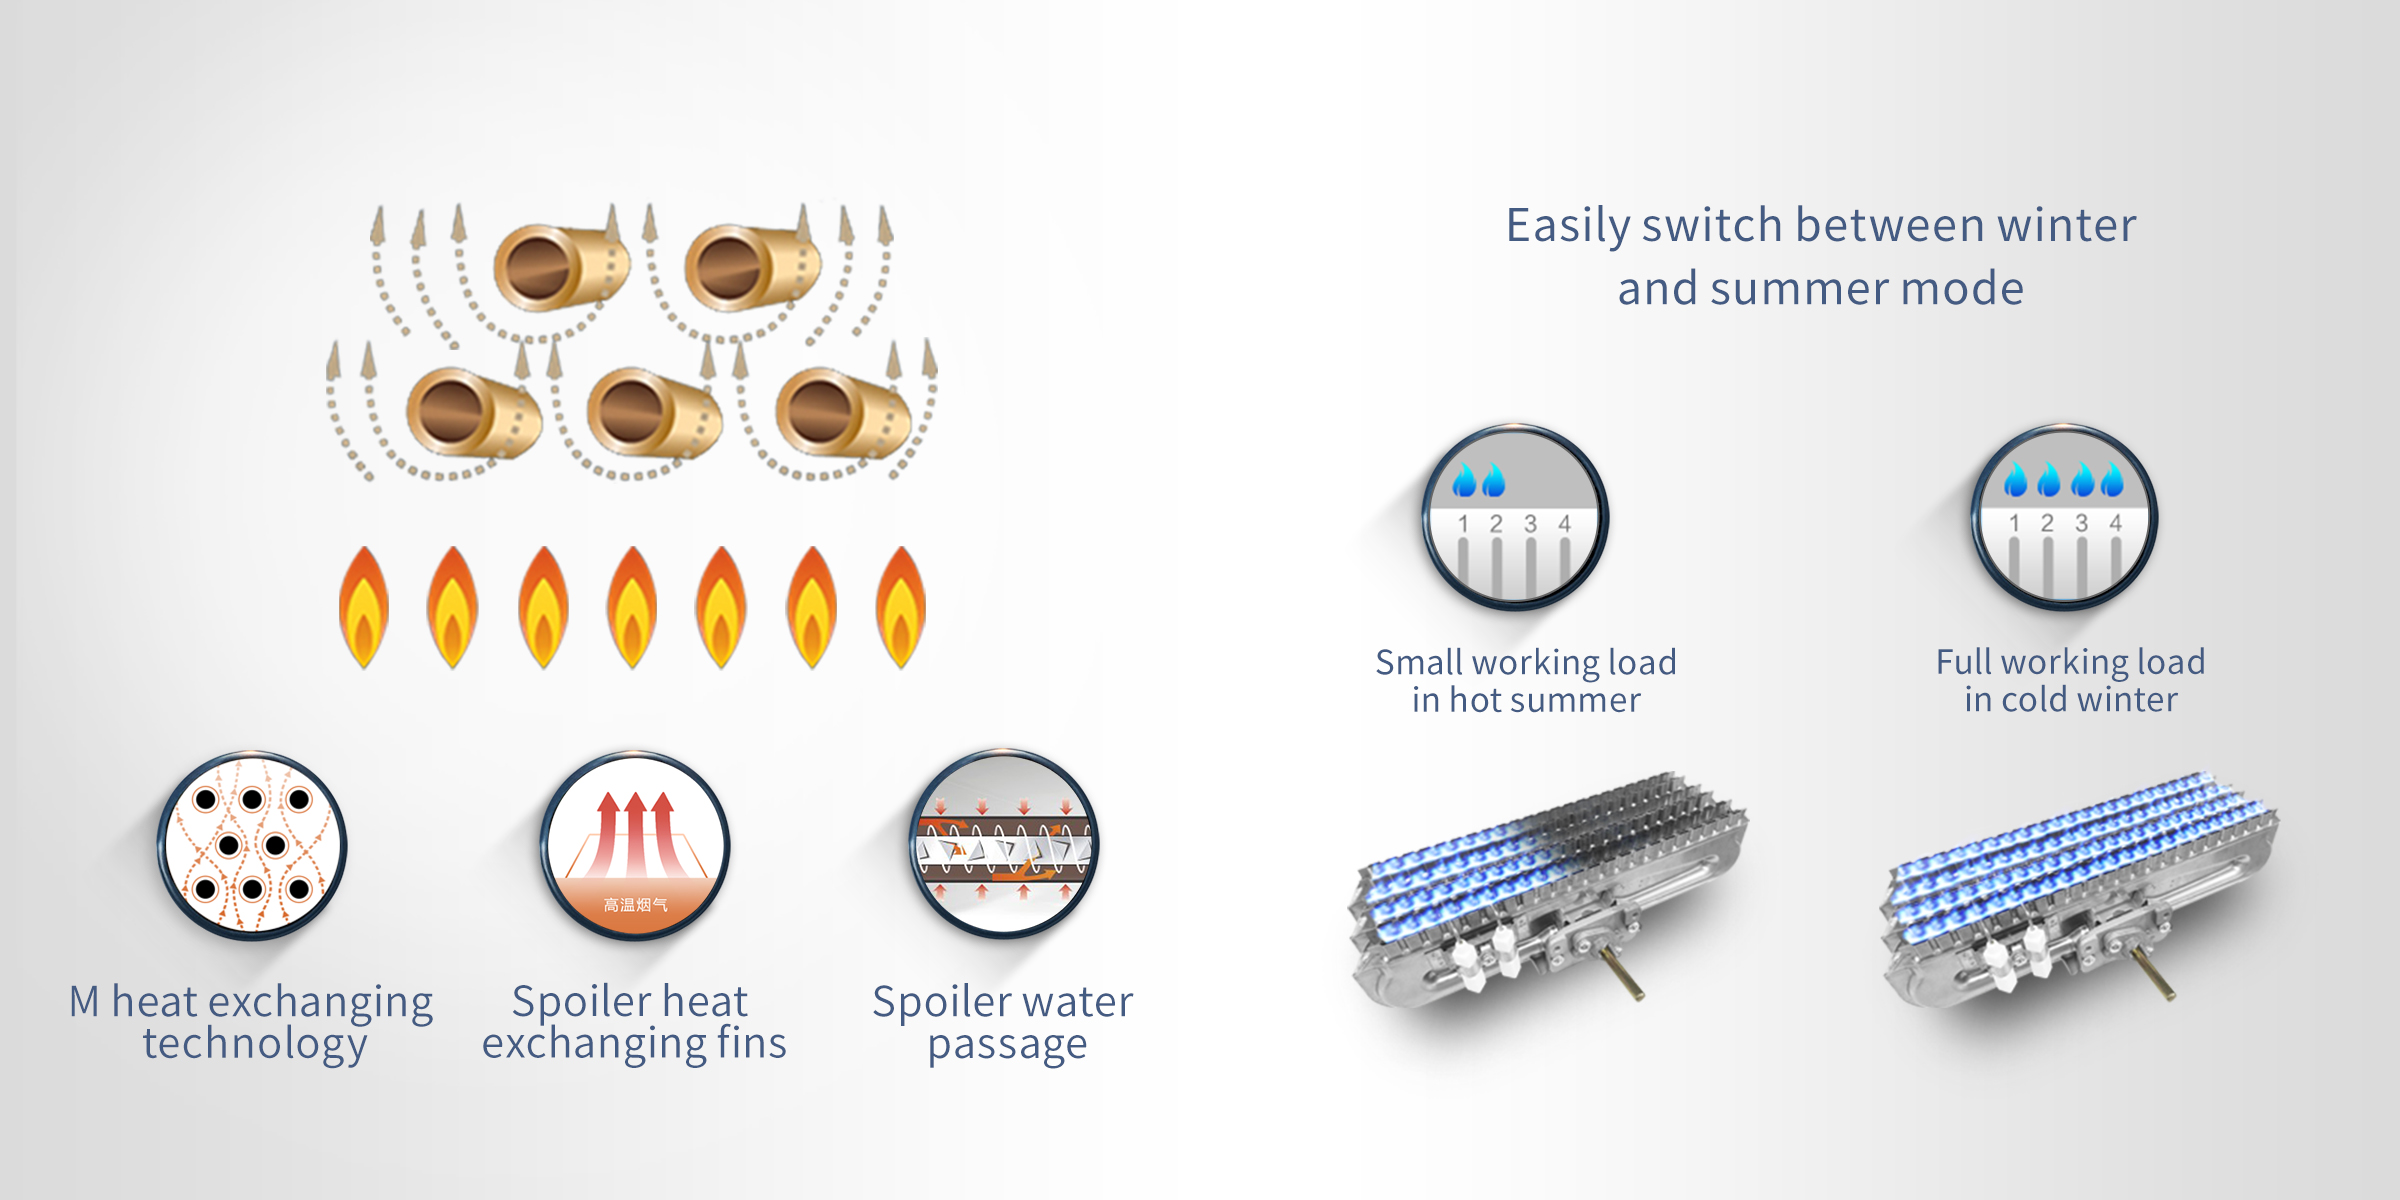 Easily switch between winter
and summer mode
1 2 3 4
1 2 3 4
Small working load
in hot summer
Full working load
in cold winter
高温烟气
M heat exchanging
technology
Spoiler heat
exchanging fins
Spoiler water
passage